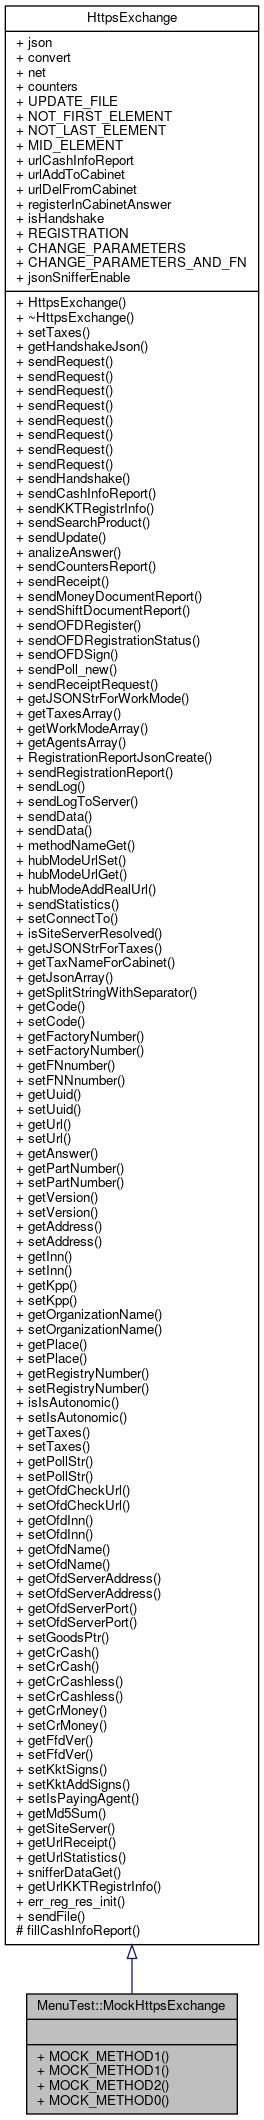 HttpsExchange
+ json
+ convert
+ net
+ counters
+ UPDATE_FILE
+ NOT_FIRST_ELEMENT
+ NOT_LAST_ELEMENT
+ MID_ELEMENT
+ urlCashInfoReport
+ urlAddToCabinet
+ urlDelFromCabinet
+ registerInCabinetAnswer
+ isHandshake
+ REGISTRATION
+ CHANGE_PARAMETERS
+ CHANGE_PARAMETERS_AND_FN
+ jsonSnifferEnable
+ HttpsExchange()
+ ~HttpsExchange()
+ setTaxes()
+ getHandshakeJson()
+ sendRequest()
+ sendRequest()
+ sendRequest()
+ sendRequest()
+ sendRequest()
+ sendRequest()
+ sendRequest()
+ sendRequest()
+ sendHandshake()
+ sendCashInfoReport()
+ sendKKTRegistrInfo()
+ sendSearchProduct()
+ sendUpdate()
+ analizeAnswer()
+ sendCountersReport()
+ sendReceipt()
+ sendMoneyDocumentReport()
+ sendShiftDocumentReport()
+ sendOFDRegister()
+ sendOFDRegistrationStatus()
+ sendOFDSign()
+ sendPoll_new()
+ sendReceiptRequest()
+ getJSONStrForWorkMode()
+ getTaxesArray()
+ getWorkModeArray()
+ getAgentsArray()
+ RegistrationReportJsonCreate()
+ sendRegistrationReport()
+ sendLog()
+ sendLogToServer()
+ sendData()
+ sendData()
+ methodNameGet()
+ hubModeUrlSet()
+ hubModeUrlGet()
+ hubModeAddRealUrl()
+ sendStatistics()
+ setConnectTo()
+ isSiteServerResolved()
+ getJSONStrForTaxes()
+ getTaxNameForCabinet()
+ getJsonArray()
+ getSplitStringWithSeparator()
+ getCode()
+ setCode()
+ getFactoryNumber()
+ setFactoryNumber()
+ getFNnumber()
+ setFNNnumber()
+ getUuid()
+ setUuid()
+ getUrl()
+ setUrl()
+ getAnswer()
+ getPartNumber()
+ setPartNumber()
+ getVersion()
+ setVersion()
+ getAddress()
+ setAddress()
+ getInn()
+ setInn()
+ getKpp()
+ setKpp()
+ getOrganizationName()
+ setOrganizationName()
+ getPlace()
+ setPlace()
+ getRegistryNumber()
+ setRegistryNumber()
+ isIsAutonomic()
+ setIsAutonomic()
+ getTaxes()
+ setTaxes()
+ getPollStr()
+ setPollStr()
+ getOfdCheckUrl()
+ setOfdCheckUrl()
+ getOfdInn()
+ setOfdInn()
+ getOfdName()
+ setOfdName()
+ getOfdServerAddress()
+ setOfdServerAddress()
+ getOfdServerPort()
+ setOfdServerPort()
+ setGoodsPtr()
+ getCrCash()
+ setCrCash()
+ getCrCashless()
+ setCrCashless()
+ getCrMoney()
+ setCrMoney()
+ getFfdVer()
+ setFfdVer()
+ setKktSigns()
+ setKktAddSigns()
+ setIsPayingAgent()
+ getMd5Sum()
+ getSiteServer()
+ getUrlReceipt()
+ getUrlStatistics()
+ snifferDataGet()
+ getUrlKKTRegistrInfo()
+ err_reg_res_init()
+ sendFile()
# fillCashInfoReport()
MenuTest::MockHttpsExchange
+ MOCK_METHOD1()
+ MOCK_METHOD1()
+ MOCK_METHOD2()
+ MOCK_METHOD0()